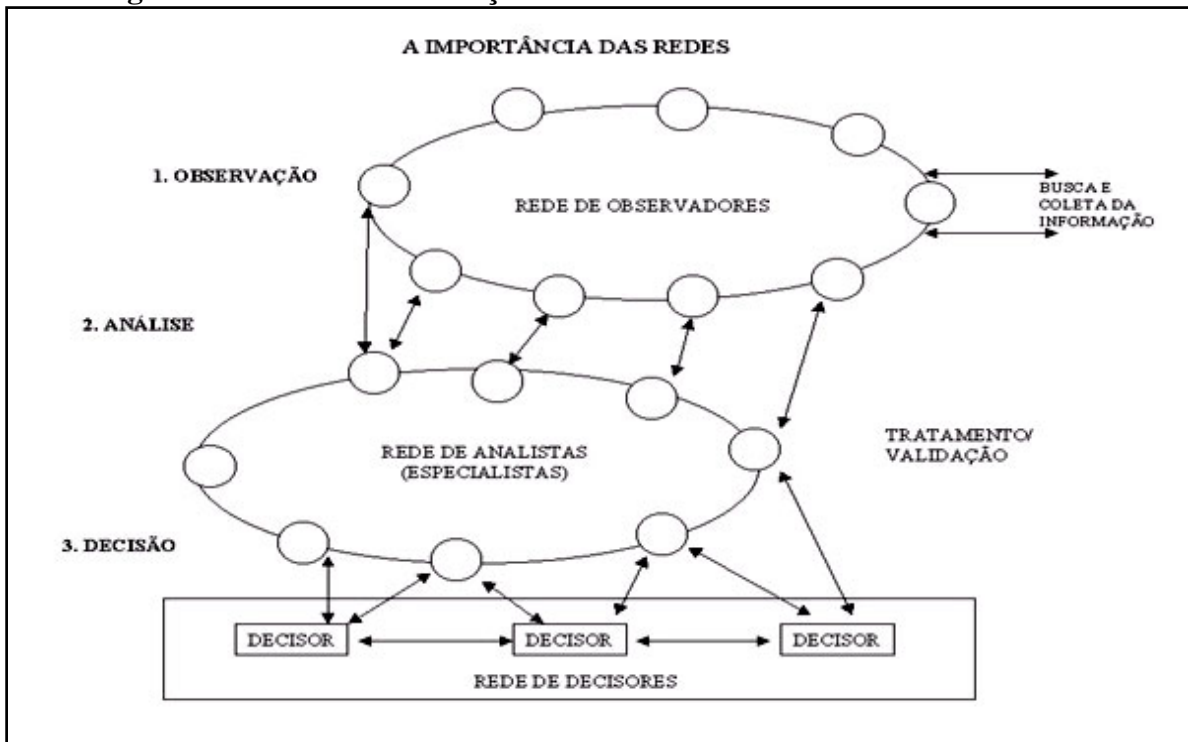 A IMPORTÂNCIA DAS REDES
1. OBSERVAÇÃO
REDE DE OBSERVADORES
BUSCA E
COLETA DA
INFORMAÇÃO
2. ANÁLISE
REDE DE ANALISTAS
(ESPECIALISTAS)
TRATAMENTO/
VALIDAÇÃO
3. DECISÃO
DECISOR
DECISOR
DECISOR
REDE DE DECISORES